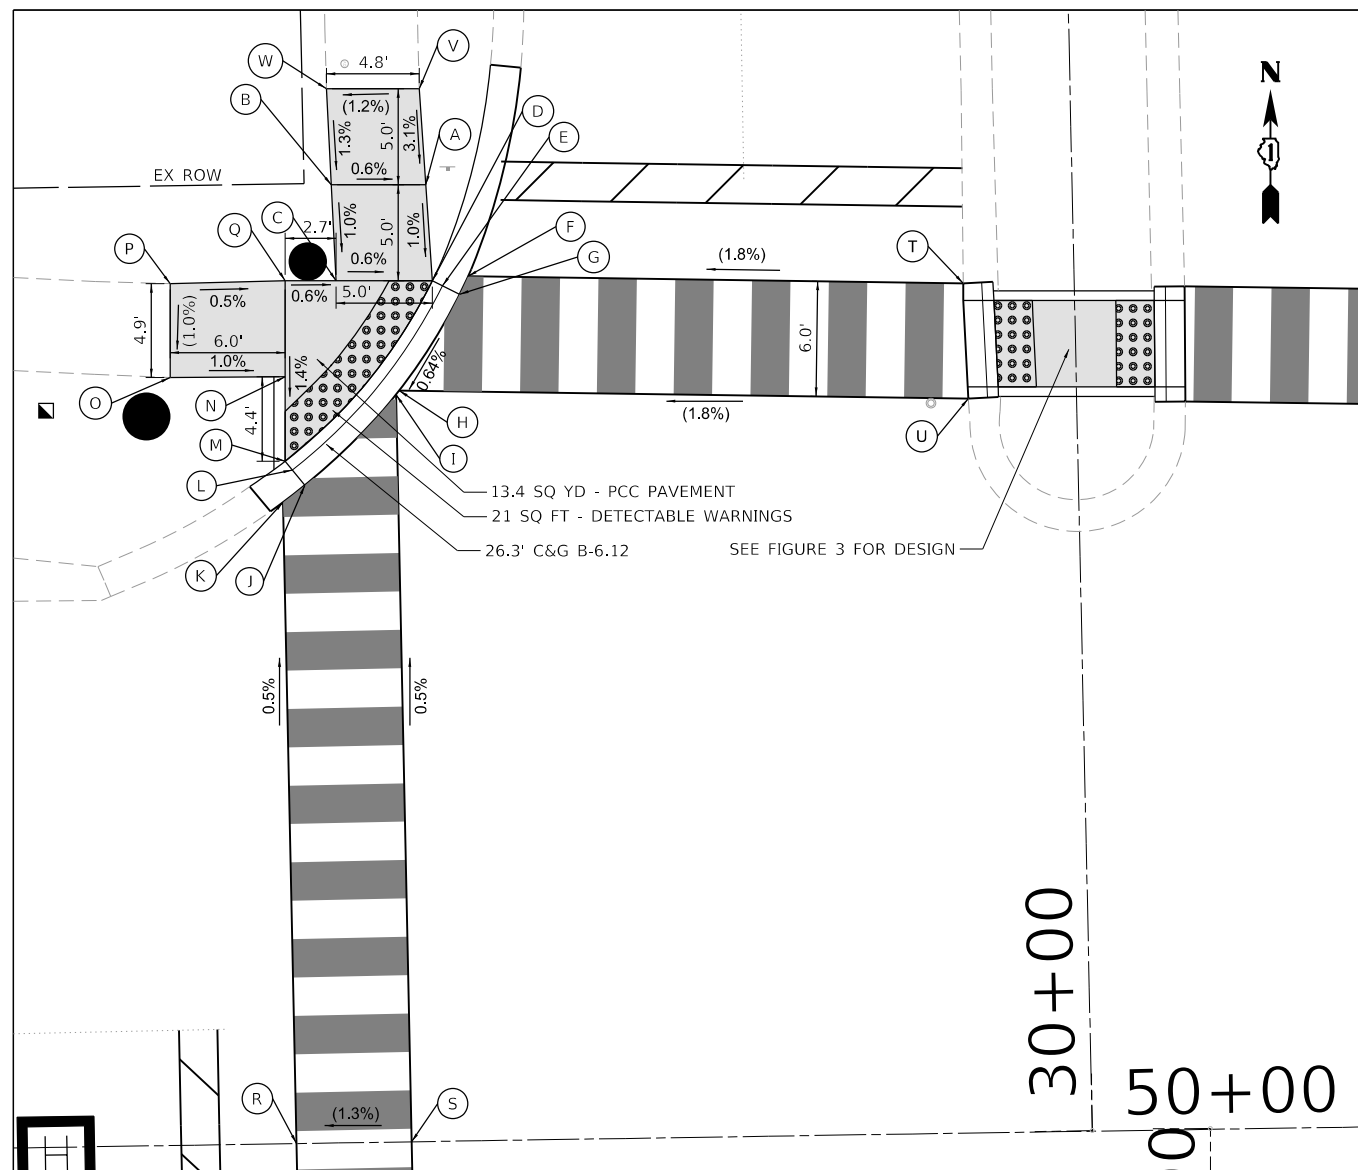 W
4.8'
V
N
B
(1.2%)
D
1.3%
5.0'
3.1%
A
E
1
EX ROW
0.6%
C
Q
2.7'
1.0%
5.0'
1.0%
F
T
G
(1.8%)
P
0.6%
0.5%
0.6%
5.0'
(1.0%)
4.9'
6.0'
1.0%
6.0'
1.4%
0.64%
O
N
4.4'
H
(1.8%)
M
I
U
L
13.4 SQ YD - PCC PAVEMENT
21 SQ FT - DETECTABLE WARNINGS
26.3' C&G B-6.12
SEE FIGURE 3 FOR DESIGN
K
J
0.5%
0.5%
30+00
50+00
R
(1.3%)
S
H
0